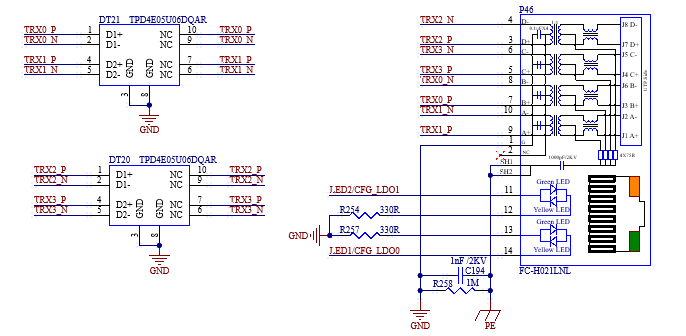 DT21 TPD4E05U06DQAR
TRX0_P 1 D1+ NC 10 TRX0_P
TRX0_N 2 D1- NC 9 TRX0_N
TRX1_P 4 D2+ NC 7 TRX1_P
TRX1_N 5 D2- NC 6 TRX1_N
GND GND
3 8
GND
DT20 TPD4E05U06DQAR
TRX2_P 1 D1+ NC 10 TRX2_P
TRX2_N 2 D1- NC 9 TRX2_N
TRX3_P 4 D2+ NC 7 TRX3_P
TRX3_N 5 D2- NC 6 TRX3_N
GND GND
3 8
GND
P46
TRX2_N 4 D- J8 D-
TRX2_P 3 D+ J7 D+
TRX3_N 6 C- J5 C-
TRX3_P 5 C+ J4 C+
TRX0_N 8 B- J6 B-
TRX0_P 7 B+ J3 B+
TRX1_N 10 A- J2 A-
TRX1_P 9 A+ J1 A+
UTP Side
1
2 NC
4X75R
SH1 1000pF/2KV
SH2
LED2/CFG_LDO1 11 Green LED
R254 330R 12 Yellow LED
GND R257 330R 13 Green LED
LED1/CFG_LDO0 14 Yellow LED
1nF /2KV
C194
FC-H021LNL
R258 1M
GND PE